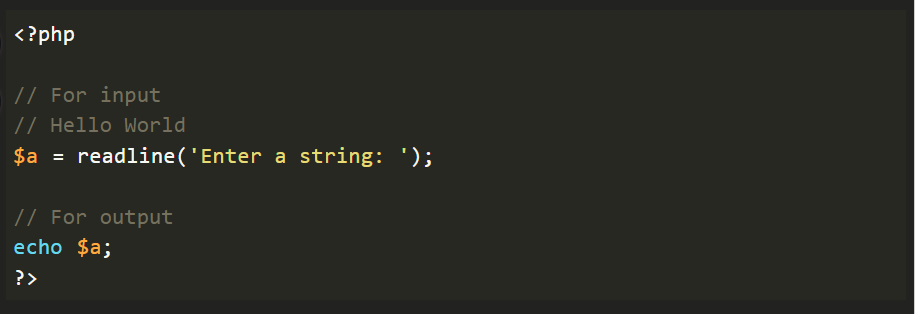 <?php
// For input
// Hello World
$a = readline('Enter a string: ');
// For output
echo $a;
?>